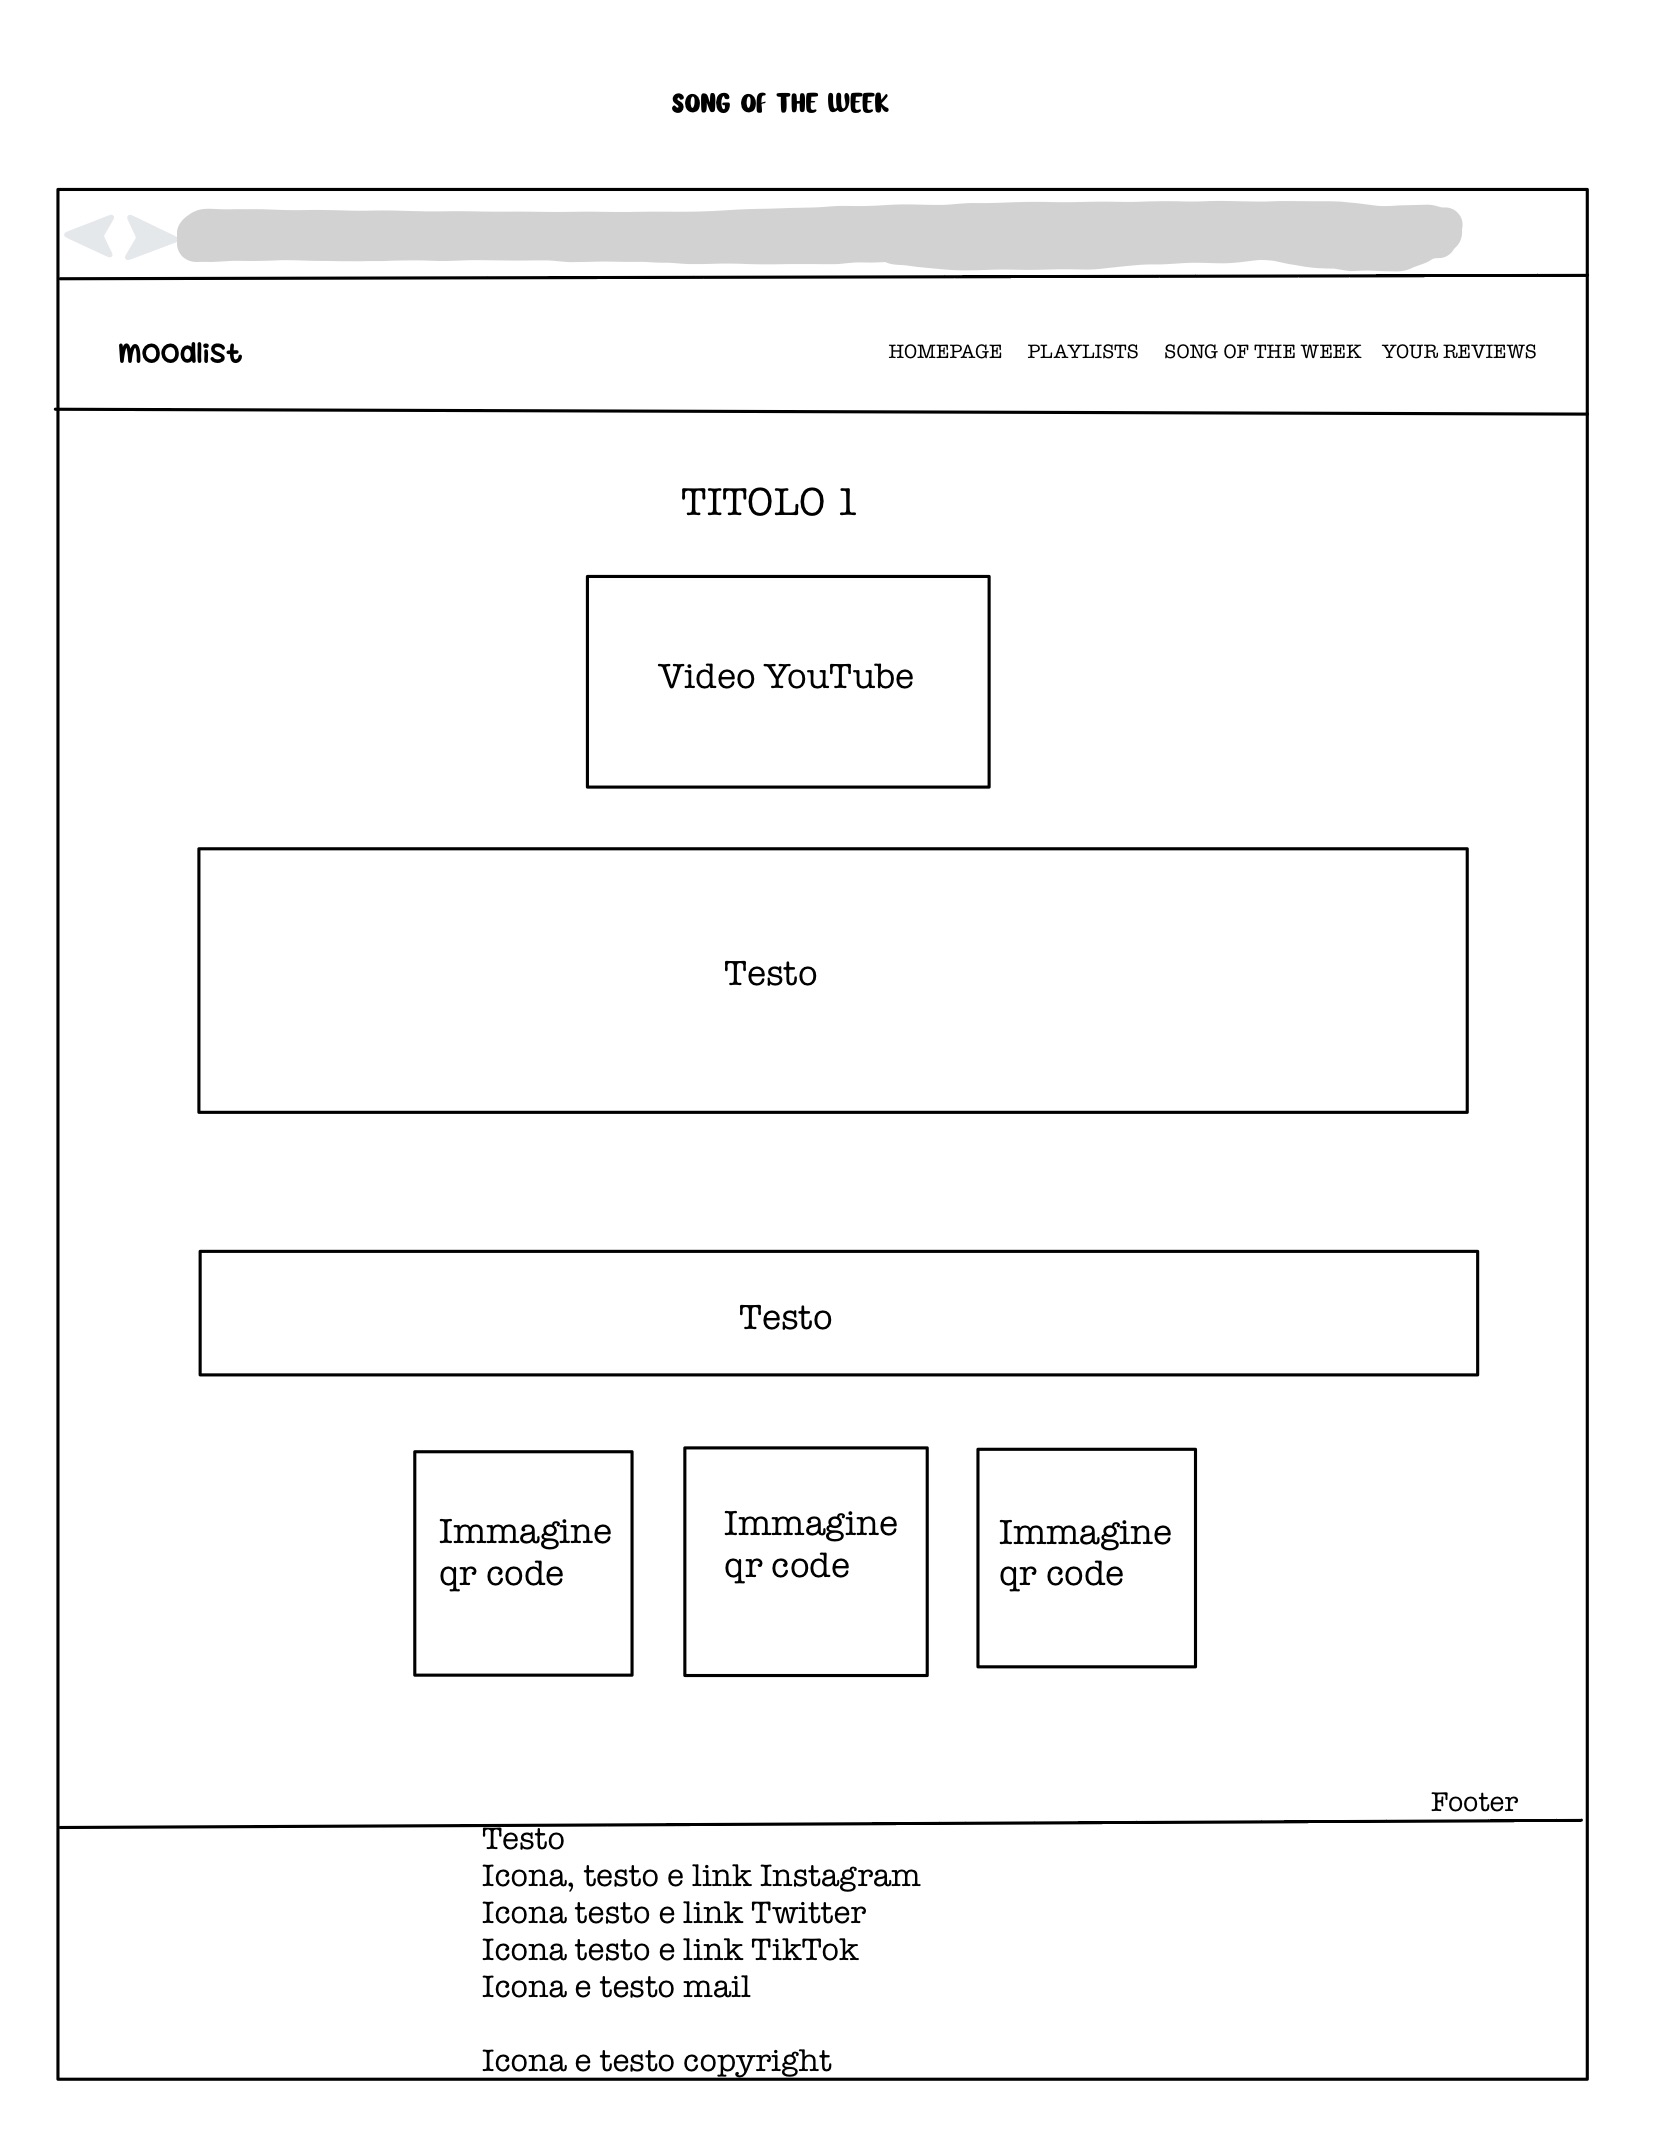 SONG OF THE WEEK
moodlist
HOMEPAGE PLAYLISTS SONG OF THE WEEK YOUR REVIEWS
TITOLO 1
Video YouTube
Testo
Testo
Immagine
qr code
Immagine
qr code
Immagine
qr code
Footer
Testo
Icona, testo e link Instagram
Icona testo e link Twitter
Icona testo e link TikTok
Icona e testo mail
Icona e testo copyright